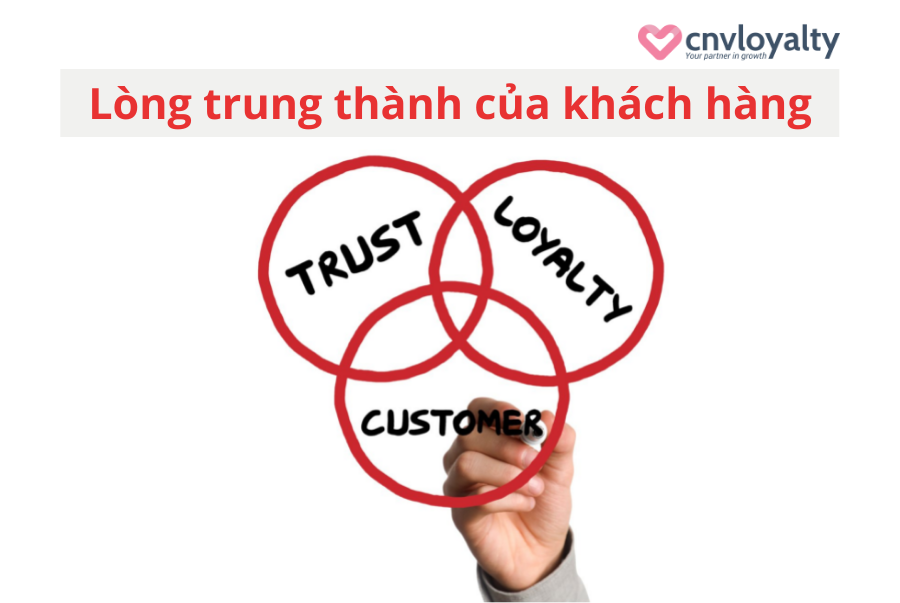 cnvloyalty
Your partner in growth
Lòng trung thành của khách hàng
TRUST
LOYALTY
CUSTOMER